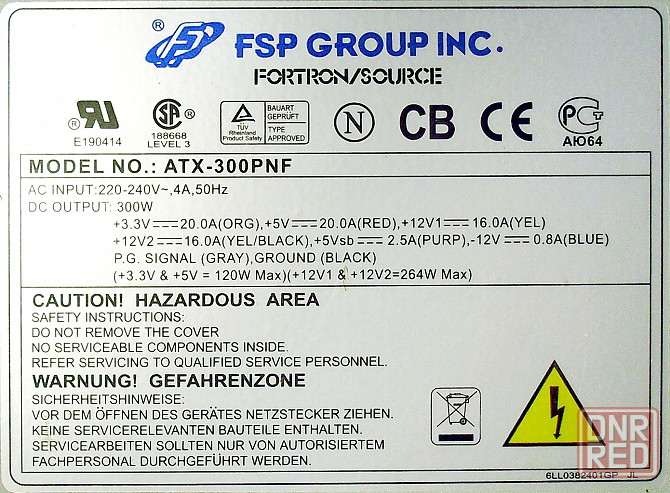 ® FSP GROUP INC.
FORTRON/SOURCE
® E190414
® 188668
LEVEL 3
TÜV
Rheinland
Product Safety
BAUART
GEPRÜFT
TYPE
APPROVED
N
CB CE
АЮ64
MODEL NO.: ATX-300PNF
AC INPUT:220-240V~,4A,50Hz
DC OUTPUT: 300W
+3.3V⎓20.0A(ORG),+5V⎓20.0A(RED),+12V1⎓16.0A(YEL)
+12V2⎓16.0A(YEL/BLACK),+5Vsb⎓2.5A(PURP),-12V⎓0.8A(BLUE)
P.G. SIGNAL (GRAY),GROUND (BLACK)
(+3.3V & +5V = 120W Max)(+12V1 & +12V2=264W Max)
CAUTION! HAZARDOUS AREA
SAFETY INSTRUCTIONS:
DO NOT REMOVE THE COVER
NO SERVICEABLE COMPONENTS INSIDE.
REFER SERVICING TO QUALIFIED SERVICE PERSONNEL.
WARNUNG! GEFAHRENZONE
SICHERHEITSHINWEISE:
VOR DEM ÖFFNEN DES GERÄTES NETZSTECKER ZIEHEN.
KEINE SERVICERELEVANTEN BAUTEILE ENTHALTEN.
SERVICEARBEITEN SOLLTEN NUR VON AUTORISIERTEM
FACHPERSONAL DURCHGEFÜHRT WERDEN.
6LL0382401GP JL
DNR
RED